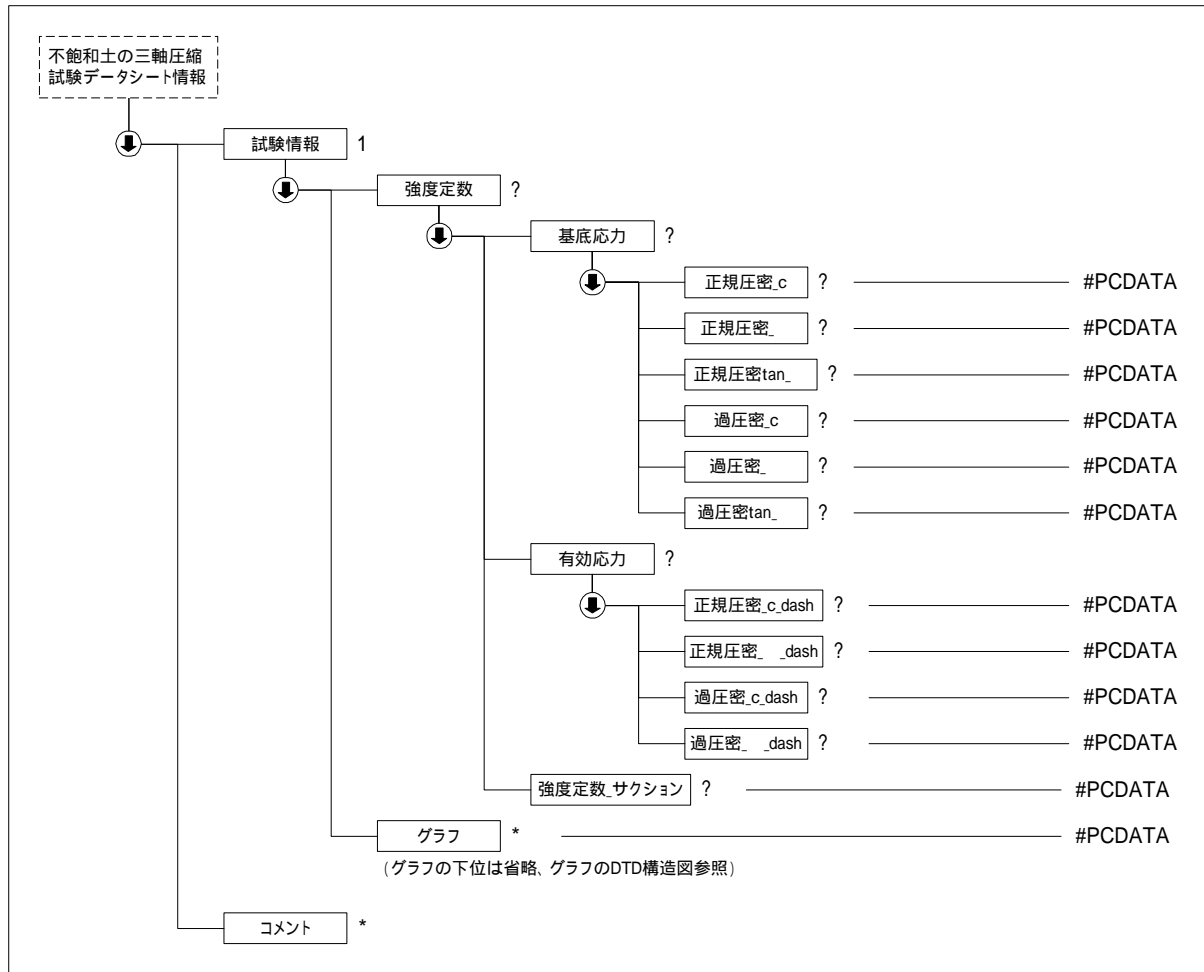 不飽和土の三軸圧縮
試験データシート情報
試験情報 1
強度定数 ?
基底応力 ?
正規圧密_c ? #PCDATA
正規圧密_ ? #PCDATA
正規圧密tan_ ? #PCDATA
過圧密_c ? #PCDATA
過圧密_ ? #PCDATA
過圧密tan_ ? #PCDATA
有効応力 ?
正規圧密_c_dash ? #PCDATA
正規圧密_ _dash ? #PCDATA
過圧密_c_dash ? #PCDATA
過圧密_ _dash ? #PCDATA
強度定数_サクション ? #PCDATA
グラフ * #PCDATA
(グラフの下位は省略、グラフのDTD構造図参照)
コメント *